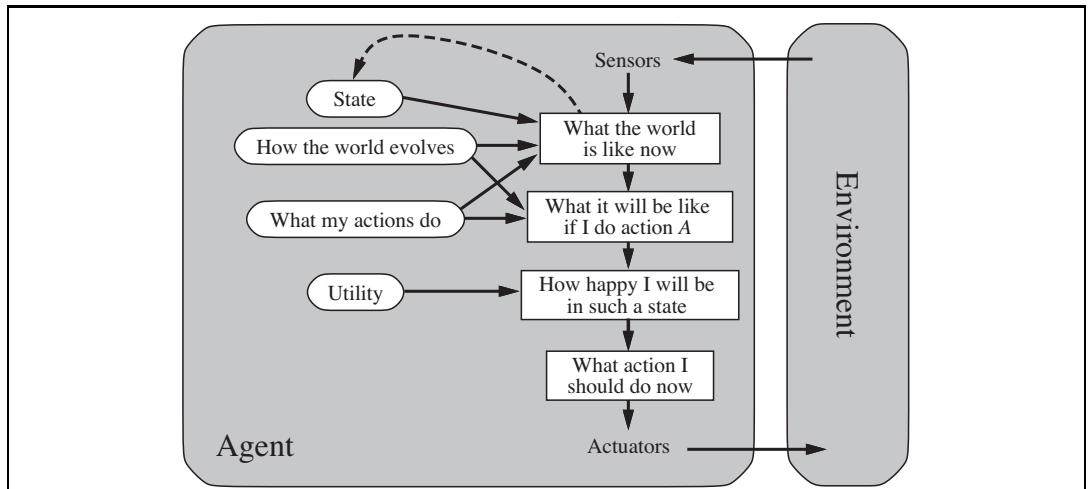 Sensors
State
What the world
is like now
How the world evolves
What it will be like
if I do action A
What my actions do
How happy I will be
in such a state
Utility
What action I
should do now
Agent
Actuators
Environment